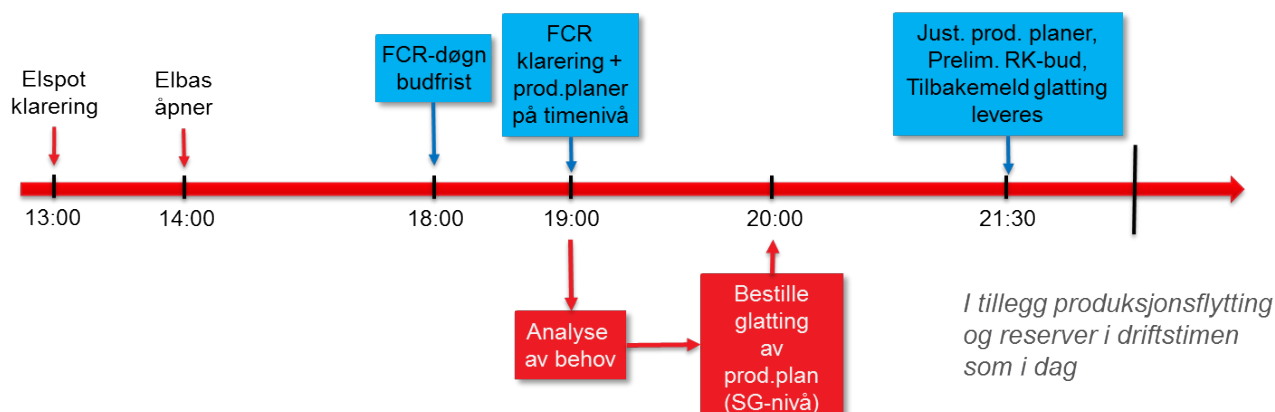 Elspot
klarering
Elbas
åpner
FCR-døgn
budfrist
FCR
klarering +
prod.planer
på timenivå
Just. prod. planer,
Prelim. RK-bud,
Tilbakemeld glatting
leveres
13:00
14:00
18:00
19:00
20:00
21:30
Analyse
av behov
Bestille
glatting
av
prod.plan
(SG-nivå)
I tillegg produksjonsflytting
og reserver i driftstimen
som i dag